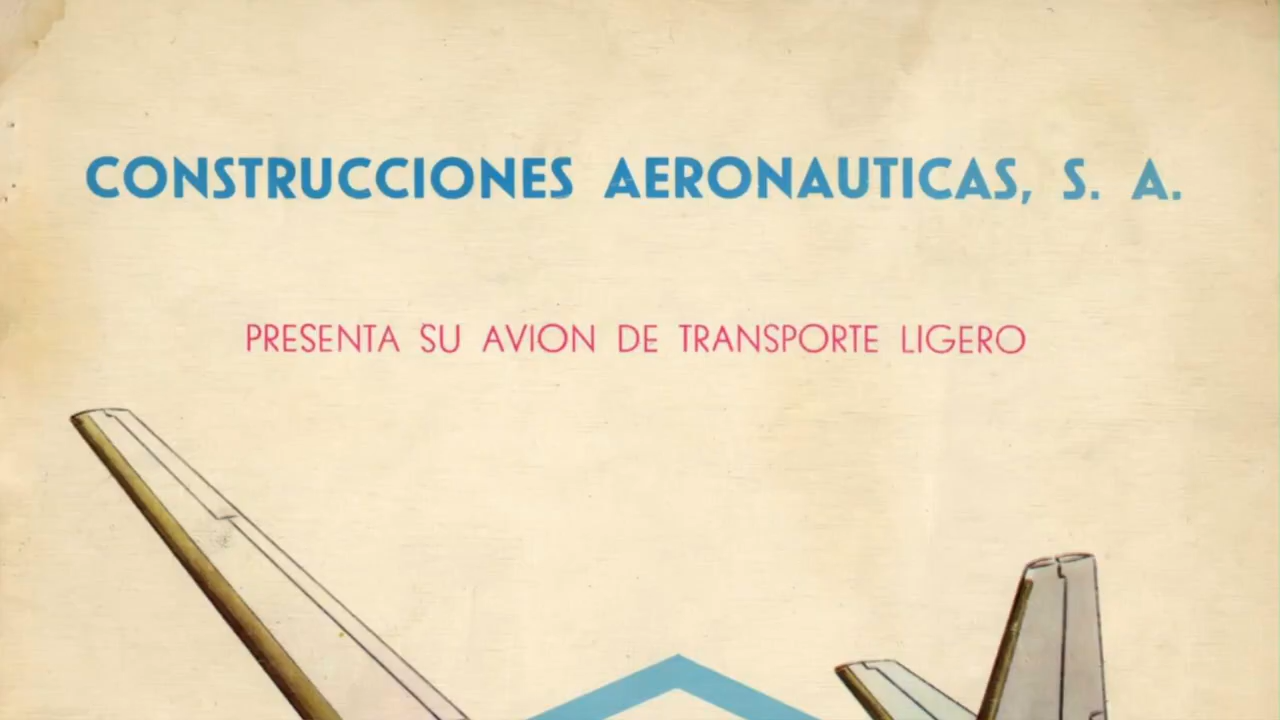 CONSTRUCCIONES AERONAUTICAS, S. A.
PRESENTA SU AVION DE TRANSPORTE LIGERO